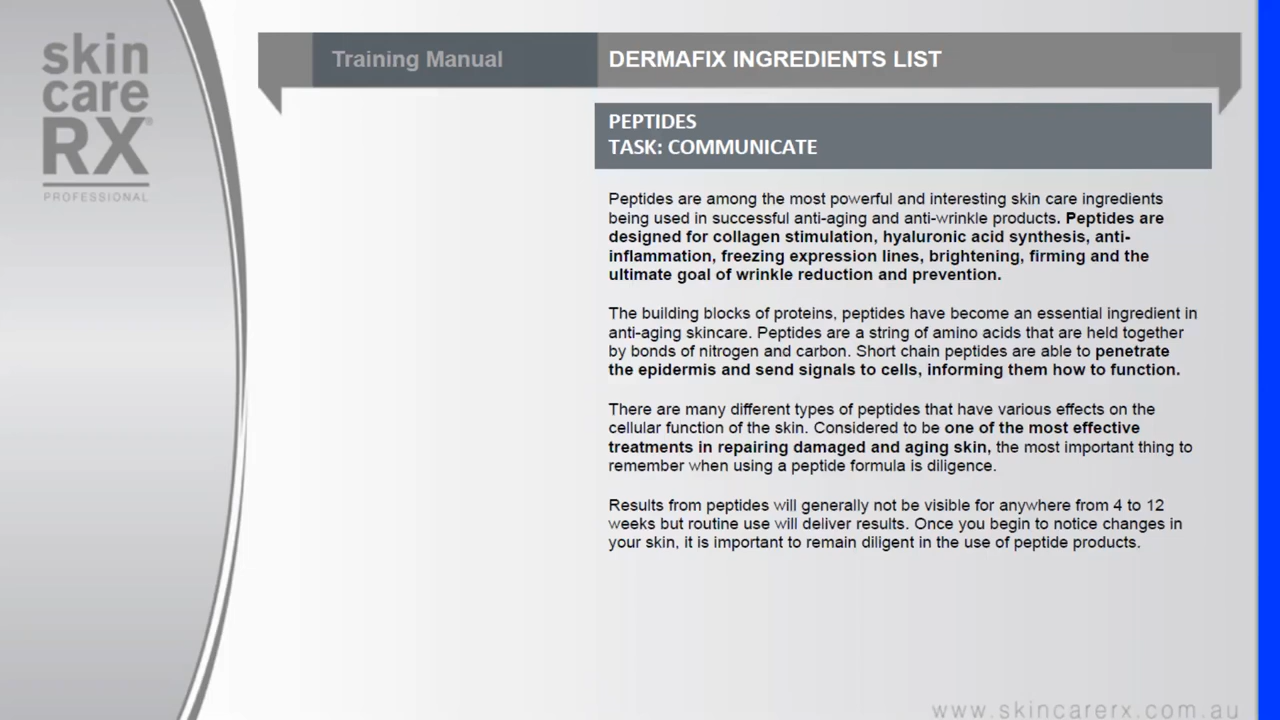 skin
care
RX®
PROFESSIONAL
Training Manual
DERMAFIX INGREDIENTS LIST
PEPTIDES
TASK: COMMUNICATE
Peptides are among the most powerful and interesting skin care ingredients
being used in successful anti-aging and anti-wrinkle products. Peptides are
designed for collagen stimulation, hyaluronic acid synthesis, anti-
inflammation, freezing expression lines, brightening, firming and the
ultimate goal of wrinkle reduction and prevention.
The building blocks of proteins, peptides have become an essential ingredient in
anti-aging skincare. Peptides are a string of amino acids that are held together
by bonds of nitrogen and carbon. Short chain peptides are able to penetrate
the epidermis and send signals to cells, informing them how to function.
There are many different types of peptides that have various effects on the
cellular function of the skin. Considered to be one of the most effective
treatments in repairing damaged and aging skin, the most important thing to
remember when using a peptide formula is diligence.
Results from peptides will generally not be visible for anywhere from 4 to 12
weeks but routine use will deliver results. Once you begin to notice changes in
your skin, it is important to remain diligent in the use of peptide products.
www.skincarerx.com.au